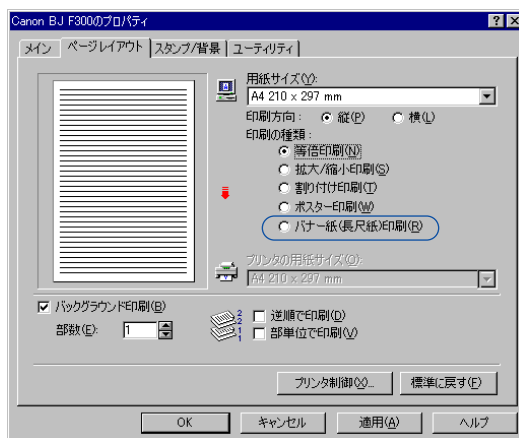 Canon BJ F300のプロパティ
メイン ページレイアウト スタンプ/背景 ユーティリティ
用紙サイズ(Y):
A4 210 x 297 mm
印刷方向: 縦(P) 横(L)
印刷の種類:
等倍印刷(N)
拡大/縮小印刷(S)
割り付け印刷(T)
ポスター印刷(W)
バナー紙(長尺紙)印刷(R)
プリンタの用紙サイズ(O):
A4 210 x 297 mm
バックグラウンド印刷(B)
部数(E): 1
2 2 1 1
逆順で印刷(D)
部単位で印刷(V)
プリンタ制御(X)... 標準に戻す(F)
OK キャンセル 適用(A) ヘルプ